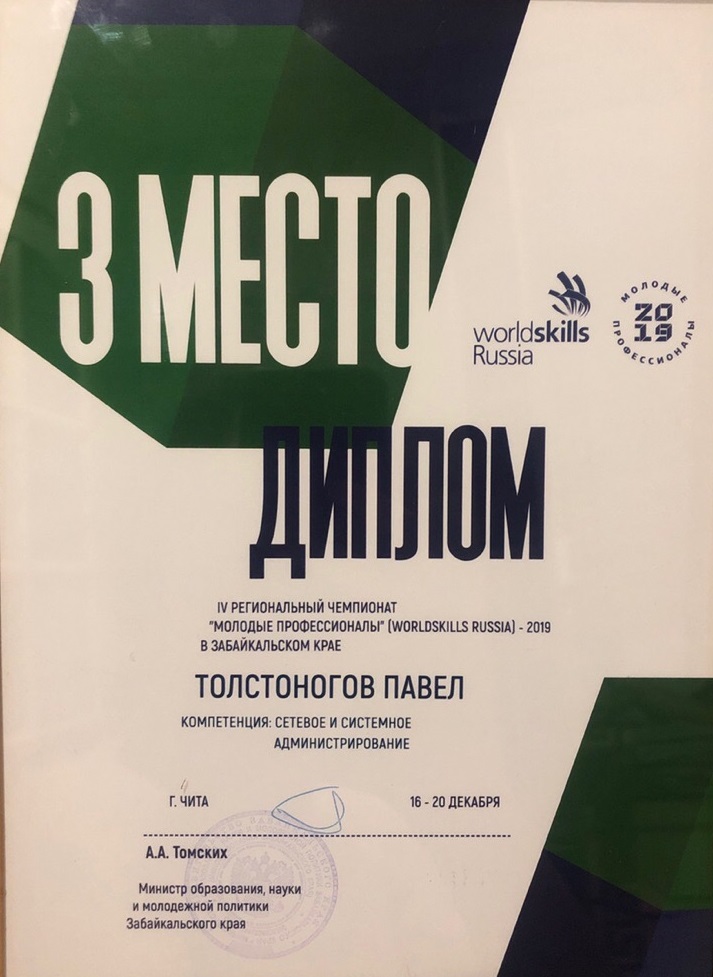 3 МЕСТО
worldskills
Russia
МОЛОДЫЕ
2019
ПРОФЕССИОНАЛЫ
ДИПЛОМ
IV РЕГИОНАЛЬНЫЙ ЧЕМПИОНАТ
"МОЛОДЫЕ ПРОФЕССИОНАЛЫ" (WORLDSKILLS RUSSIA) - 2019
В ЗАБАЙКАЛЬСКОМ КРАЕ
ТОЛСТОНОГОВ ПАВЕЛ
КОМПЕТЕНЦИЯ: СЕТЕВОЕ И СИСТЕМНОЕ
АДМИНИСТРИРОВАНИЕ
Г. ЧИТА 16 - 20 ДЕКАБРЯ
А.А. Томских
Министр образования, науки
и молодежной политики
Забайкальского края